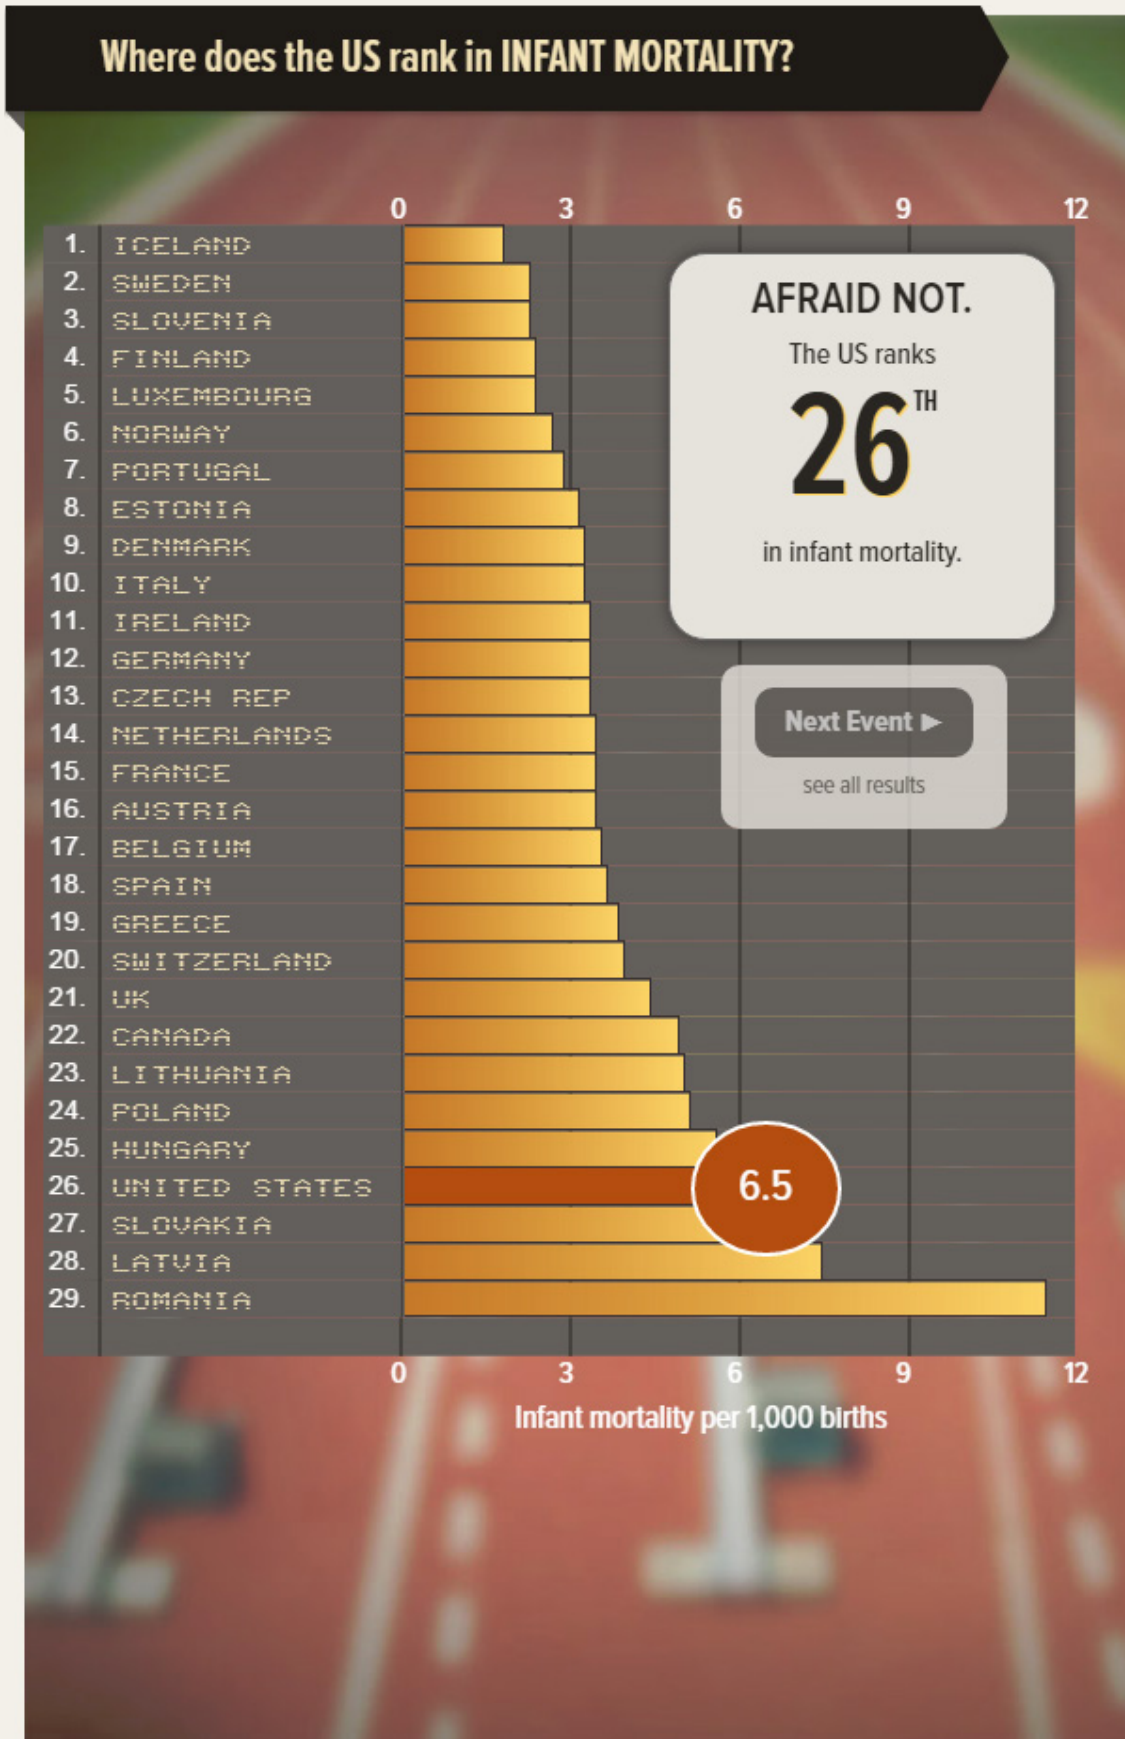 Where does the US rank in INFANT MORTALITY?
0 3 6 9 12
1. ICELAND
2. SWEDEN
3. SLOVENIA
4. FINLAND
5. LUXEMBOURG
6. NORWAY
7. PORTUGAL
8. ESTONIA
9. DENMARK
10. ITALY
11. IRELAND
12. GERMANY
13. CZECH REP
14. NETHERLANDS
15. FRANCE
16. AUSTRIA
17. BELGIUM
18. SPAIN
19. GREECE
20. SWITZERLAND
21. UK
22. CANADA
23. LITHUANIA
24. POLAND
25. HUNGARY
26. UNITED STATES
27. SLOVAKIA
28. LATVIA
29. ROMANIA
AFRAID NOT.
The US ranks
26TH
in infant mortality.
Next Event ▶
see all results
6.5
0 3 6 9 12
Infant mortality per 1,000 births